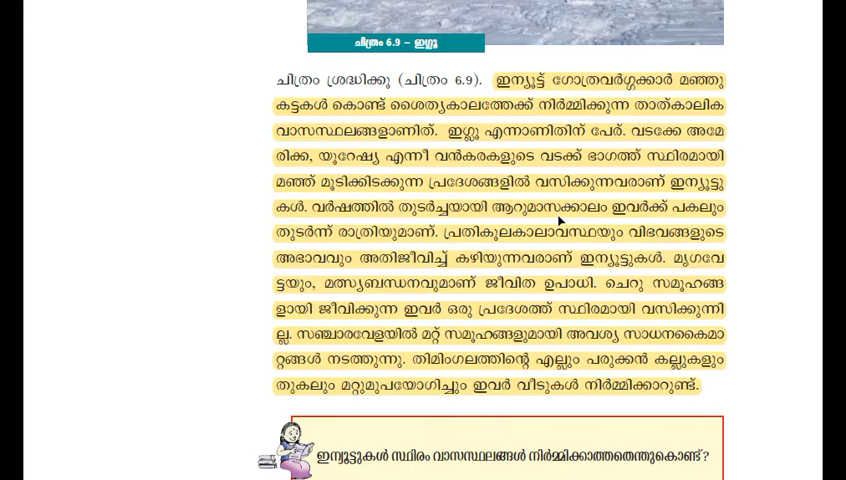 ചിത്രം 6.9 – ഇഗ്ലൂ
ചിത്രം ശ്രദ്ധിക്കൂ (ചിത്രം 6.9). ഇന്യൂട്ട് ഗോത്രവർഗ്ഗക്കാർ മഞ്ഞു
കട്ടകൾ കൊണ്ട് ശൈത്യകാലത്തേക്ക് നിർമ്മിക്കുന്ന താത്കാലിക
വാസസ്ഥലങ്ങളാണിത്. ഇഗ്ലൂ എന്നാണിതിന് പേര്. വടക്കേ അമേ
രിക്ക, യൂറേഷ്യ എന്നീ വൻകരകളുടെ വടക്ക് ഭാഗത്ത് സ്ഥിരമായി
മഞ്ഞ് മൂടിക്കിടക്കുന്ന പ്രദേശങ്ങളിൽ വസിക്കുന്നവരാണ് ഇന്യൂട്ടു
കൾ. വർഷത്തിൽ തുടർച്ചയായി ആറുമാസക്കാലം ഇവർക്ക് പകലും
തുടർന്ന് രാത്രിയുമാണ്. പ്രതികൂലകാലാവസ്ഥയും വിഭവങ്ങളുടെ
അഭാവവും അതിജീവിച്ച് കഴിയുന്നവരാണ് ഇന്യൂട്ടുകൾ. മൃഗവേ
ട്ടയും, മത്സ്യബന്ധനവുമാണ് ജീവിത ഉപാധി. ചെറു സമൂഹങ്ങ
ളായി ജീവിക്കുന്ന ഇവർ ഒരു പ്രദേശത്ത് സ്ഥിരമായി വസിക്കുന്നി
ല്ല. സഞ്ചാരവേളയിൽ മറ്റ് സമൂഹങ്ങളുമായി അവശ്യ സാധനകൈമാ
റ്റങ്ങൾ നടത്തുന്നു. തിമിംഗലത്തിന്റെ എല്ലും പരുക്കൻ കല്ലുകളും
തുകലും മറ്റുമുപയോഗിച്ചും ഇവർ വീടുകൾ നിർമ്മിക്കാറുണ്ട്.
ഇന്യൂട്ടുകൾ സ്ഥിരം വാസസ്ഥലങ്ങൾ നിർമ്മിക്കാത്തതെന്തുകൊണ്ട്?